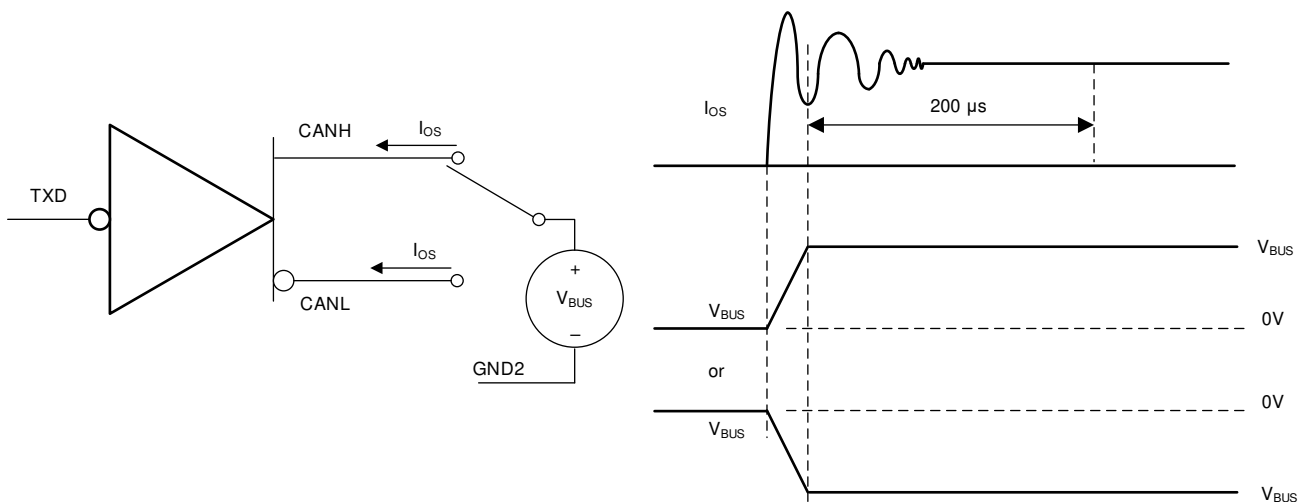 TXD
CANH
I_OS
I_OS
CANL
+
V_BUS
–
GND2
I_OS
200 µs
V_BUS
V_BUS
0V
or
0V
V_BUS
V_BUS